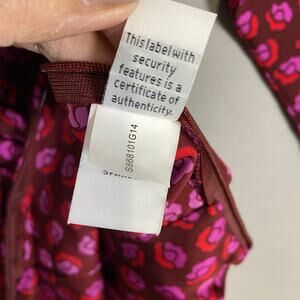 This label with
security
features is a
certificate of
authenticity.
S868101G14